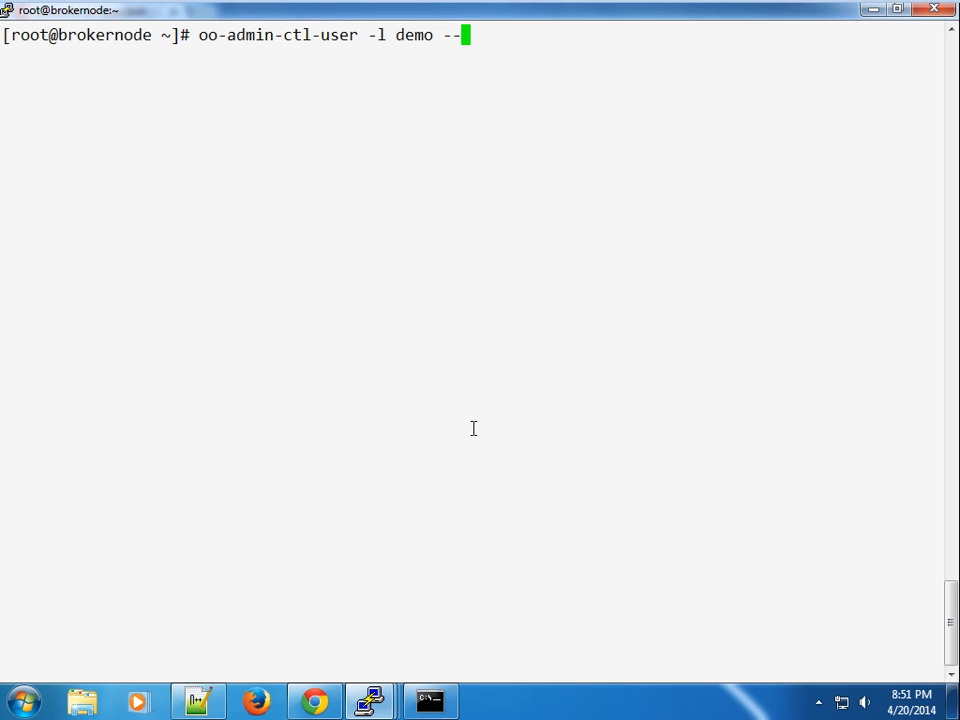 root@brokernode:~
[root@brokernode ~]# oo-admin-ctl-user -l demo --
8:51 PM
4/20/2014